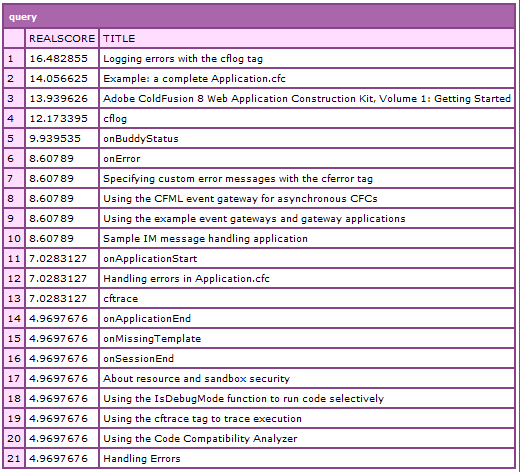 query
REALSCORE TITLE
1 16.482855 Logging errors with the cflog tag
2 14.056625 Example: a complete Application.cfc
3 13.939626 Adobe ColdFusion 8 Web Application Construction Kit, Volume 1: Getting Started
4 12.173395 cflog
5 9.939535 onBuddyStatus
6 8.60789 onError
7 8.60789 Specifying custom error messages with the cferror tag
8 8.60789 Using the CFML event gateway for asynchronous CFCs
9 8.60789 Using the example event gateways and gateway applications
10 8.60789 Sample IM message handling application
11 7.0283127 onApplicationStart
12 7.0283127 Handling errors in Application.cfc
13 7.0283127 cftrace
14 4.9697676 onApplicationEnd
15 4.9697676 onMissingTemplate
16 4.9697676 onSessionEnd
17 4.9697676 About resource and sandbox security
18 4.9697676 Using the IsDebugMode function to run code selectively
19 4.9697676 Using the cftrace tag to trace execution
20 4.9697676 Using the Code Compatibility Analyzer
21 4.9697676 Handling Errors